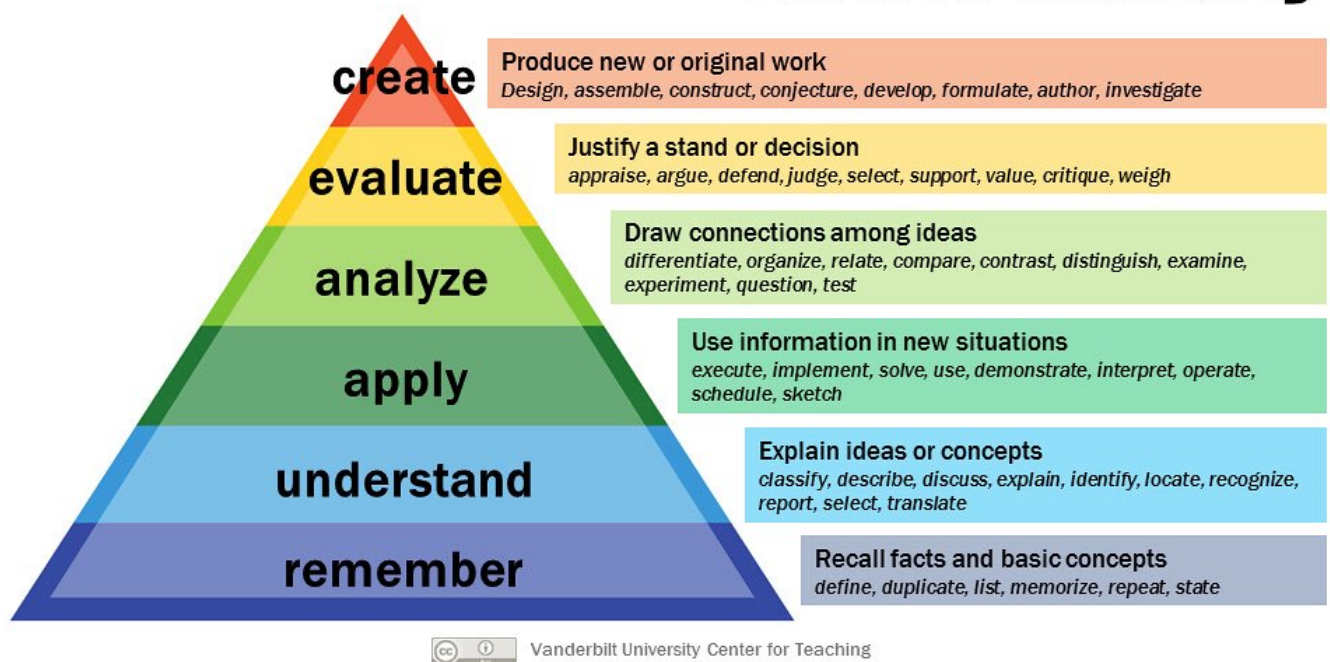 create
Produce new or original work
Design, assemble, construct, conjecture, develop, formulate, author, investigate
evaluate
Justify a stand or decision
appraise, argue, defend, judge, select, support, value, critique, weigh
analyze
Draw connections among ideas
differentiate, organize, relate, compare, contrast, distinguish, examine,
experiment, question, test
apply
Use information in new situations
execute, implement, solve, use, demonstrate, interpret, operate,
schedule, sketch
understand
Explain ideas or concepts
classify, describe, discuss, explain, identify, locate, recognize,
report, select, translate
remember
Recall facts and basic concepts
define, duplicate, list, memorize, repeat, state
cc
Vanderbilt University Center for Teaching